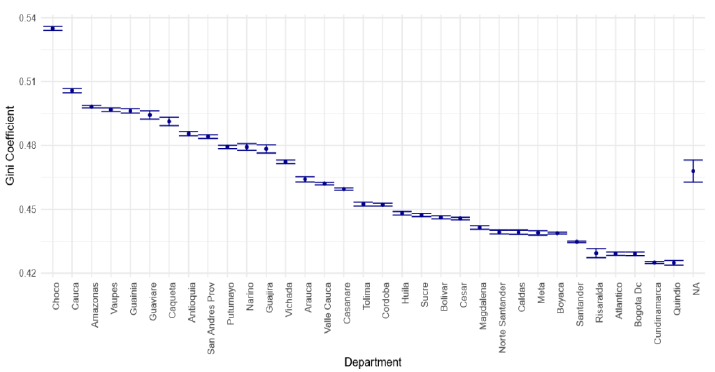 0.54
0.51
0.48
0.45
0.42
Gini Coefficient
Choco
Cauca
Amazonas
Vaupes
Guainia
Guaviare
Caqueta
Antioquia
San Andres Prov
Putumayo
Narino
Guajira
Vichada
Arauca
Valle Cauca
Casanare
Tolima
Cordoba
Huila
Sucre
Bolivar
Cesar
Magdalena
Norte Santander
Caldas
Meta
Boyaca
Santander
Risaralda
Atlantico
Bogota Dc
Cundinamarca
Quindio
NA
Department